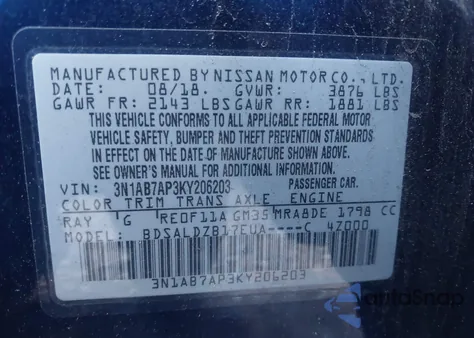 MANUFACTURED BY NISSAN MOTOR CO., LTD.
DATE: 08/18. GVWR: 3876 LBS
GAWR FR: 2143 LBS GAWR RR: 1881 LBS
THIS VEHICLE CONFORMS TO ALL APPLICABLE FEDERAL MOTOR
VEHICLE SAFETY, BUMPER AND THEFT PREVENTION STANDARDS
IN EFFECT ON THE DATE OF MANUFACTURE SHOWN ABOVE.
SEE OWNER'S MANUAL FOR ADDITIONAL INFORMATION.
VIN: 3N1AB7AP3KY206203 PASSENGER CAR.
COLOR TRIM TRANS AXLE ENGINE
RAY G RE0F11A GM35 MRA8DE 1798 CC
MODEL: BDSALDZB17EUA----C 4Z000
3N1AB7AP3KY206203
AutoSnap